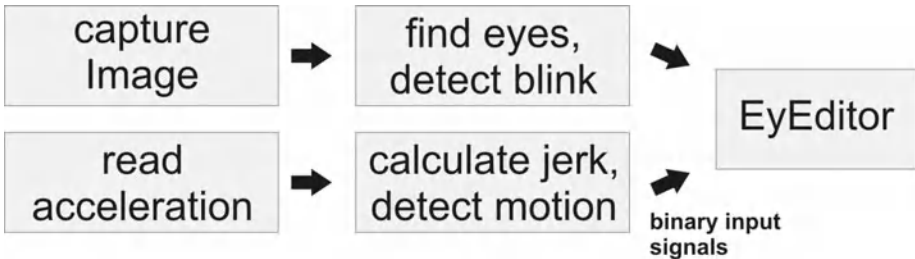 capture
Image
find eyes,
detect blink
EyEditor
read
acceleration
calculate jerk,
detect motion
binary input
signals